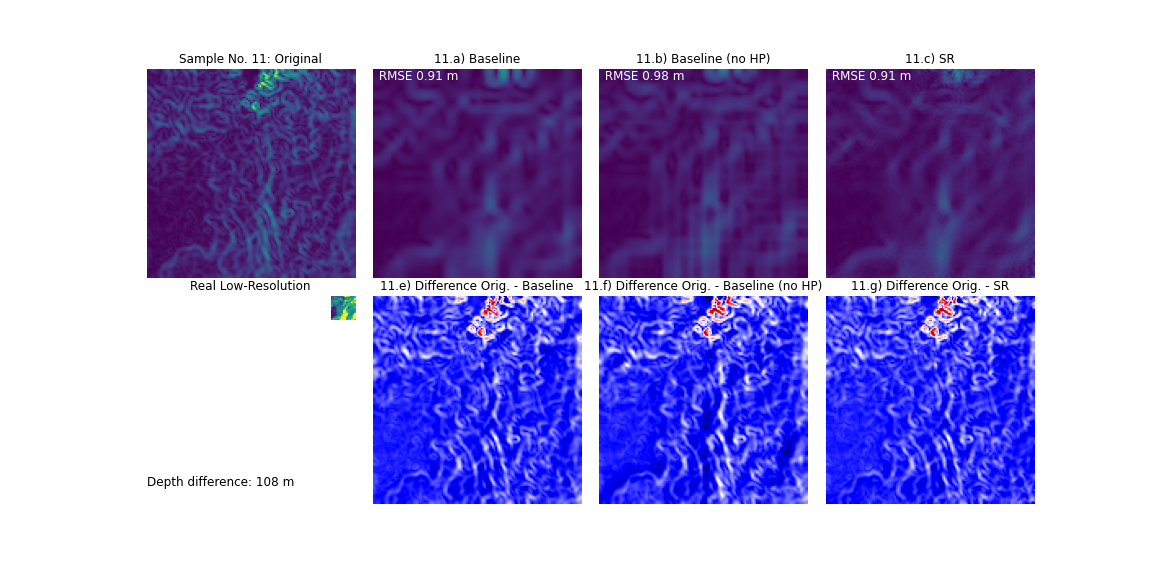 Sample No. 11: Original
11.a) Baseline
11.b) Baseline (no HP)
11.c) SR
RMSE 0.91 m
RMSE 0.98 m
RMSE 0.91 m
Real Low-Resolution
11.e) Difference Orig. - Baseline
11.f) Difference Orig. - Baseline (no HP)
11.g) Difference Orig. - SR
Depth difference: 108 m